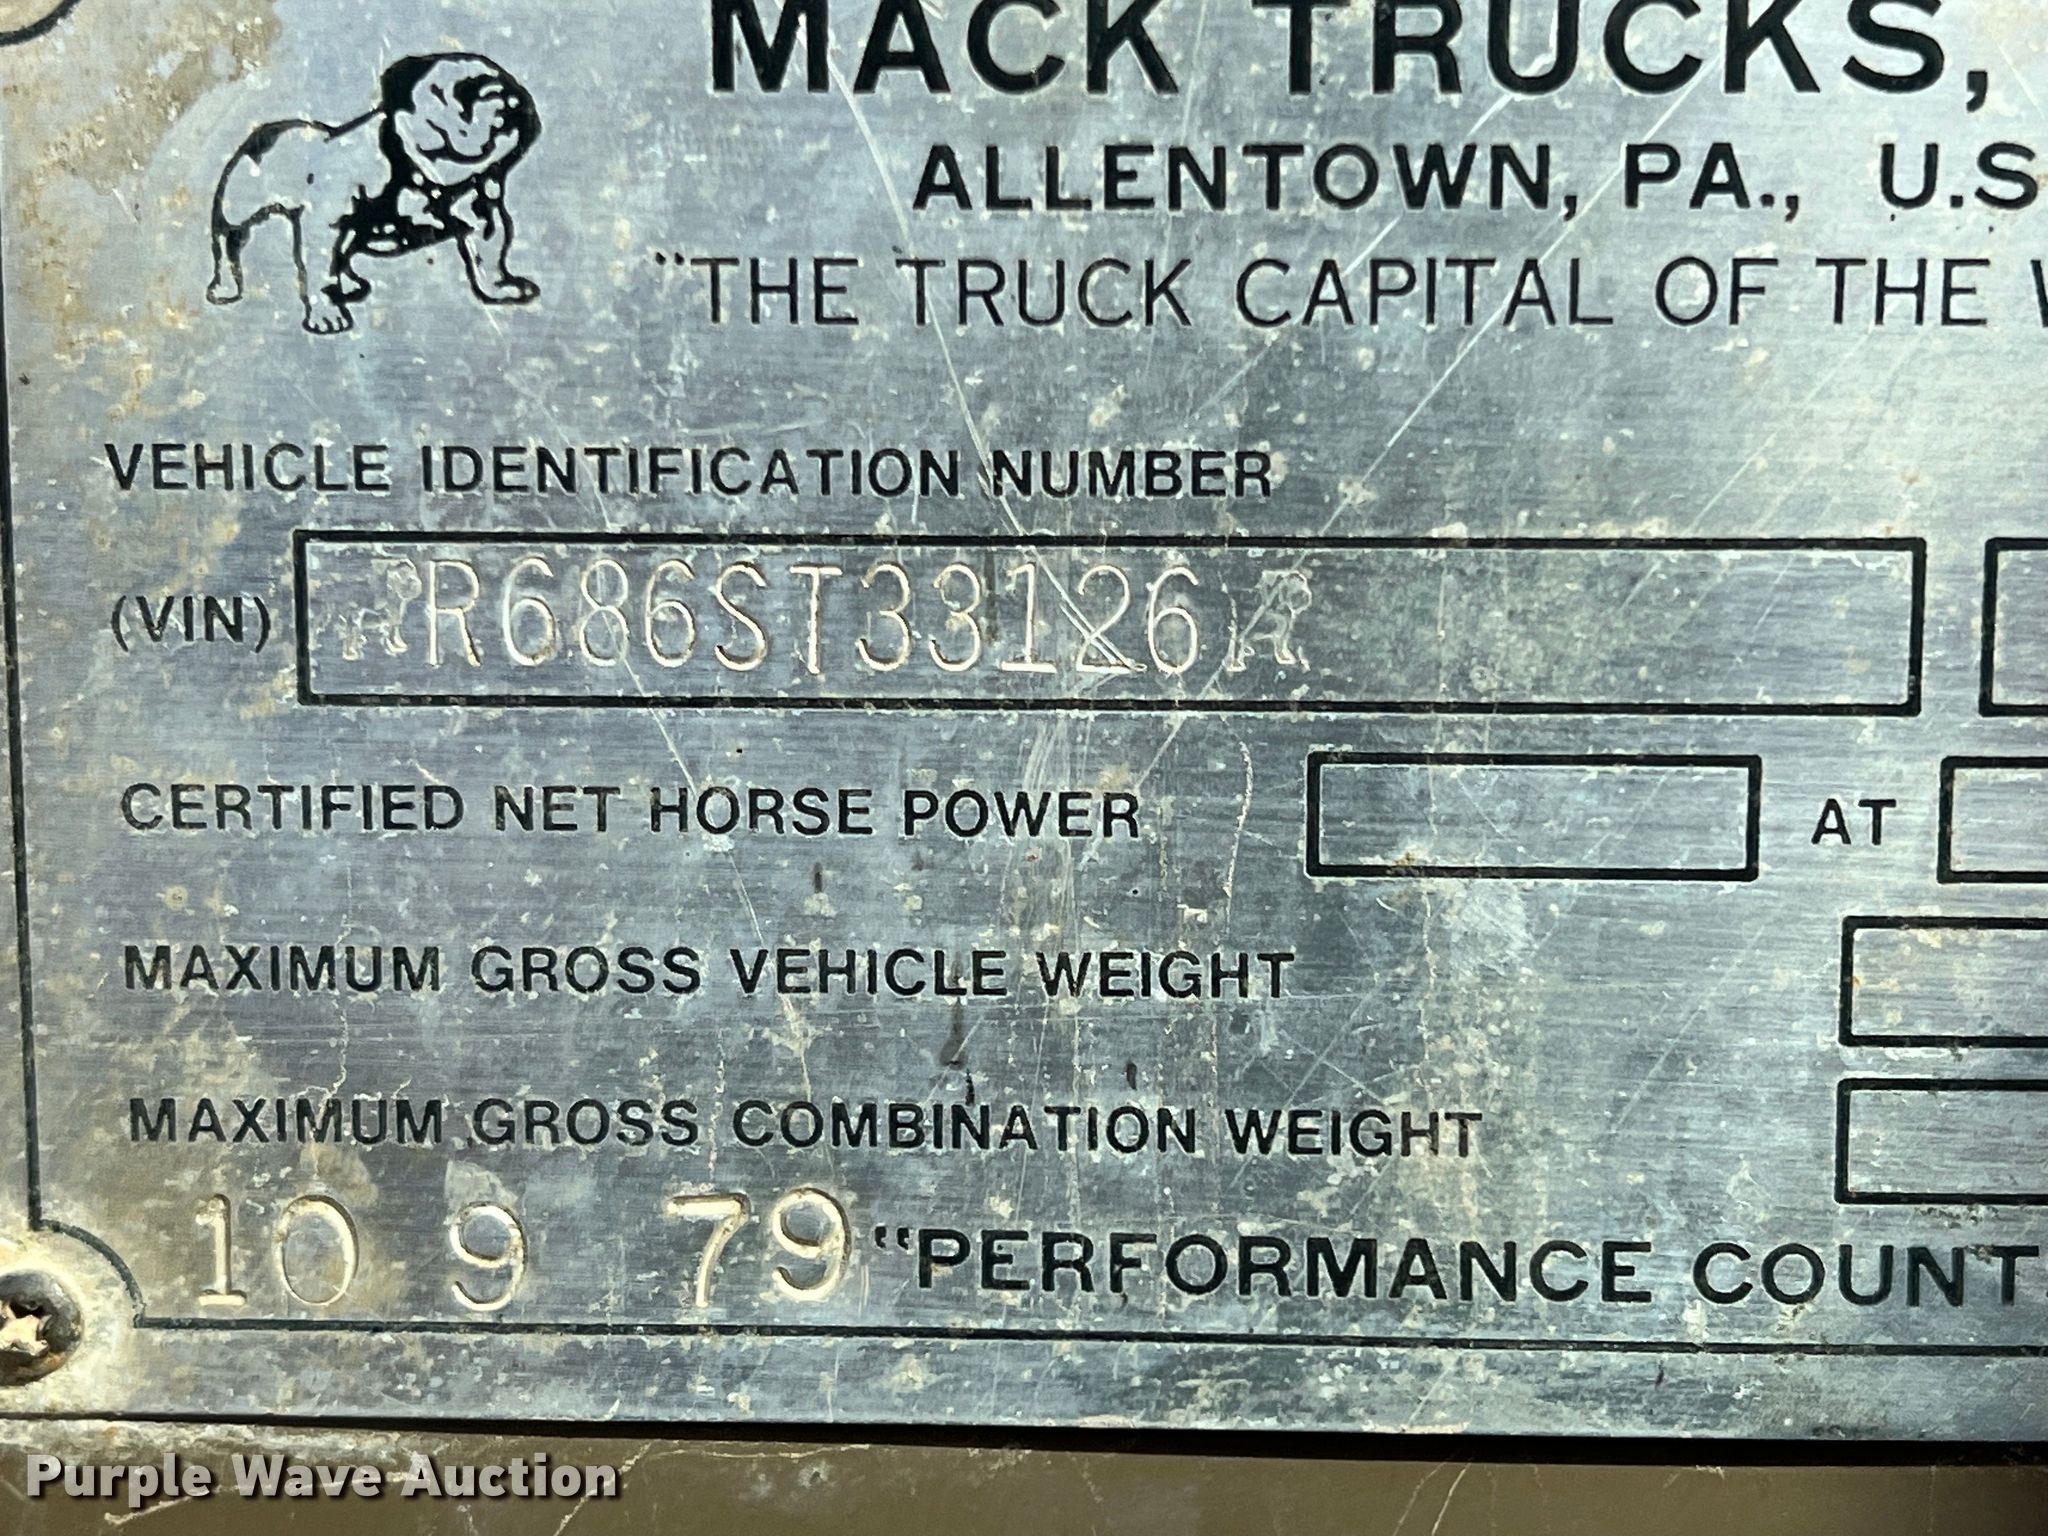 MACK TRUCKS,
ALLENTOWN, PA., U.S
"THE TRUCK CAPITAL OF THE
VEHICLE IDENTIFICATION NUMBER
(VIN) R686ST33126
CERTIFIED NET HORSE POWER AT
MAXIMUM GROSS VEHICLE WEIGHT
MAXIMUM GROSS COMBINATION WEIGHT
10 9 79 "PERFORMANCE COUNT
Purple Wave Auction